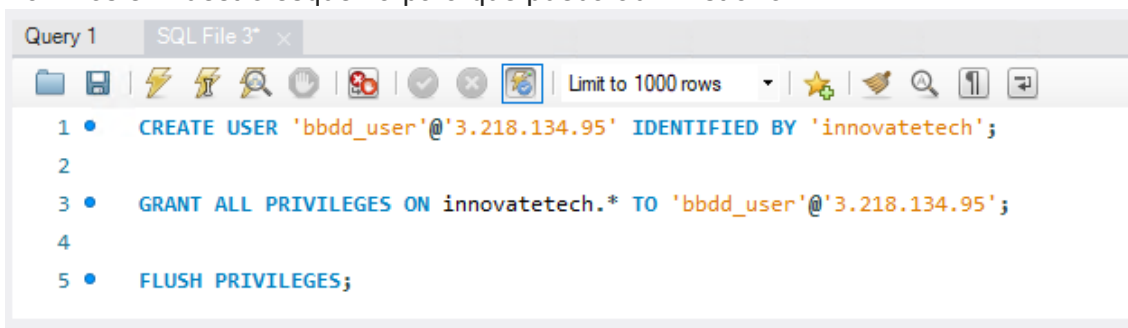 Query 1 SQL File 3*
Limit to 1000 rows
1 CREATE USER 'bbdd_user'@'3.218.134.95' IDENTIFIED BY 'innovatetech';
2
3 GRANT ALL PRIVILEGES ON innovatetech.* TO 'bbdd_user'@'3.218.134.95';
4
5 FLUSH PRIVILEGES;